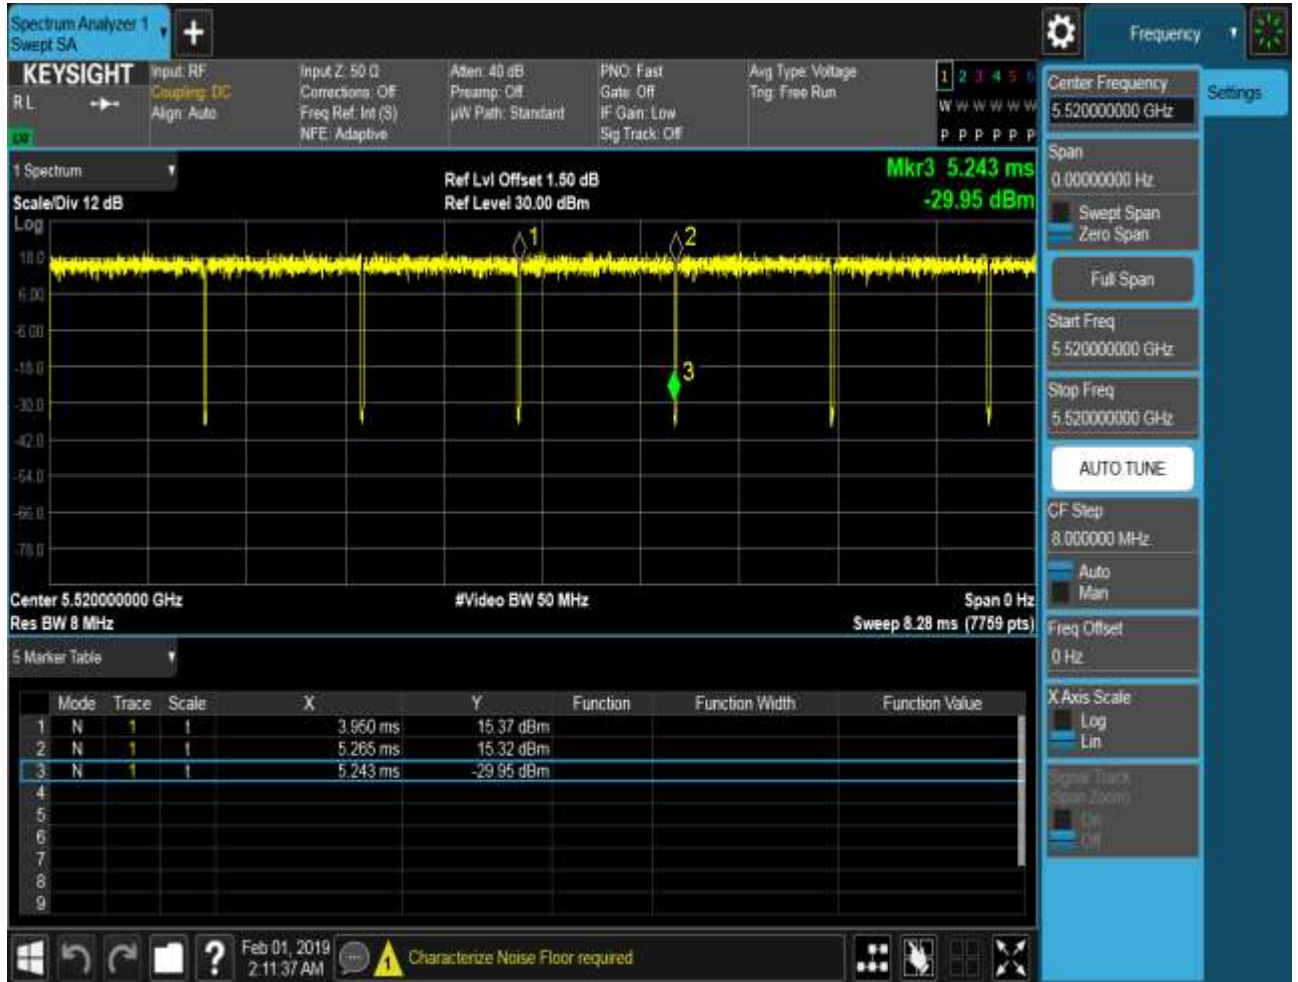 Spectrum Analyzer 1
Swept SA
+
Frequency
KEYSIGHT
RL
Input: RF
Coupling: DC
Align: Auto
Input Z: 50 Ω
Corrections: Off
Freq Ref: Int (S)
NFE: Adaptive
Atten: 40 dB
Preamp: Off
µW Path: Standard
PNO: Fast
Gate: Off
IF Gain: Low
Sig Track: Off
Avg Type: Voltage
Trig: Free Run
1 2 3 4 5 6
W W W W W W
P P P P P P
1 Spectrum
Scale/Div 12 dB
Ref Lvl Offset 1.50 dB
Ref Level 30.00 dBm
Mkr3 5.243 ms
-29.95 dBm
Log
18.0
6.00
-6.00
-18.0
-30.0
-42.0
-54.0
-66.0
-78.0
1
2
3
Center 5.520000000 GHz
Res BW 8 MHz
#Video BW 50 MHz
Span 0 Hz
Sweep 8.28 ms (7759 pts)
5 Marker Table
Mode Trace Scale X Y Function Function Width Function Value
1 N 1 t 3.950 ms 15.37 dBm
2 N 1 t 5.265 ms 15.32 dBm
3 N 1 t 5.243 ms -29.95 dBm
4
5
6
7
8
9
Center Frequency
5.520000000 GHz
Settings
Span
0.00000000 Hz
Swept Span
Zero Span
Full Span
Start Freq
5.520000000 GHz
Stop Freq
5.520000000 GHz
AUTO TUNE
CF Step
8.000000 MHz
Auto
Man
Freq Offset
0 Hz
X Axis Scale
Log
Lin
Signal Track
(Span Zoom)
On
Off
?
Feb 01, 2019
2:11:37 AM
1
Characterize Noise Floor required